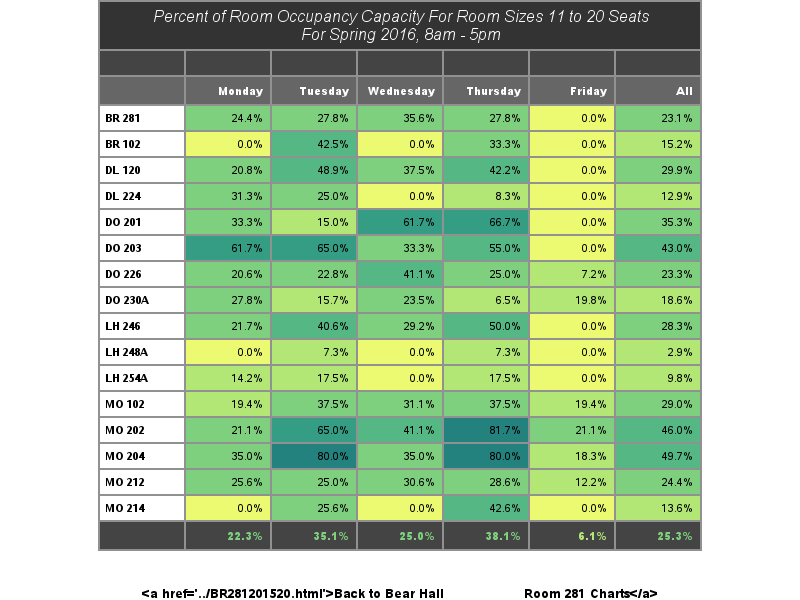 Percent of Room Occupancy Capacity For Room Sizes 11 to 20 Seats
For Spring 2016, 8am - 5pm
Monday Tuesday Wednesday Thursday Friday All
BR 281 24.4% 27.8% 35.6% 27.8% 0.0% 23.1%
BR 102 0.0% 42.5% 0.0% 33.3% 0.0% 15.2%
DL 120 20.8% 48.9% 37.5% 42.2% 0.0% 29.9%
DL 224 31.3% 25.0% 0.0% 8.3% 0.0% 12.9%
DO 201 33.3% 15.0% 61.7% 66.7% 0.0% 35.3%
DO 203 61.7% 65.0% 33.3% 55.0% 0.0% 43.0%
DO 226 20.6% 22.8% 41.1% 25.0% 7.2% 23.3%
DO 230A 27.8% 15.7% 23.5% 6.5% 19.8% 18.6%
LH 246 21.7% 40.6% 29.2% 50.0% 0.0% 28.3%
LH 248A 0.0% 7.3% 0.0% 7.3% 0.0% 2.9%
LH 254A 14.2% 17.5% 0.0% 17.5% 0.0% 9.8%
MO 102 19.4% 37.5% 31.1% 37.5% 19.4% 29.0%
MO 202 21.1% 65.0% 41.1% 81.7% 21.1% 46.0%
MO 204 35.0% 80.0% 35.0% 80.0% 18.3% 49.7%
MO 212 25.6% 25.0% 30.6% 28.6% 12.2% 24.4%
MO 214 0.0% 25.6% 0.0% 42.6% 0.0% 13.6%
22.3% 35.1% 25.0% 38.1% 6.1% 25.3%
<a href='../BR281201520.html'>Back to Bear Hall Room 281 Charts</a>